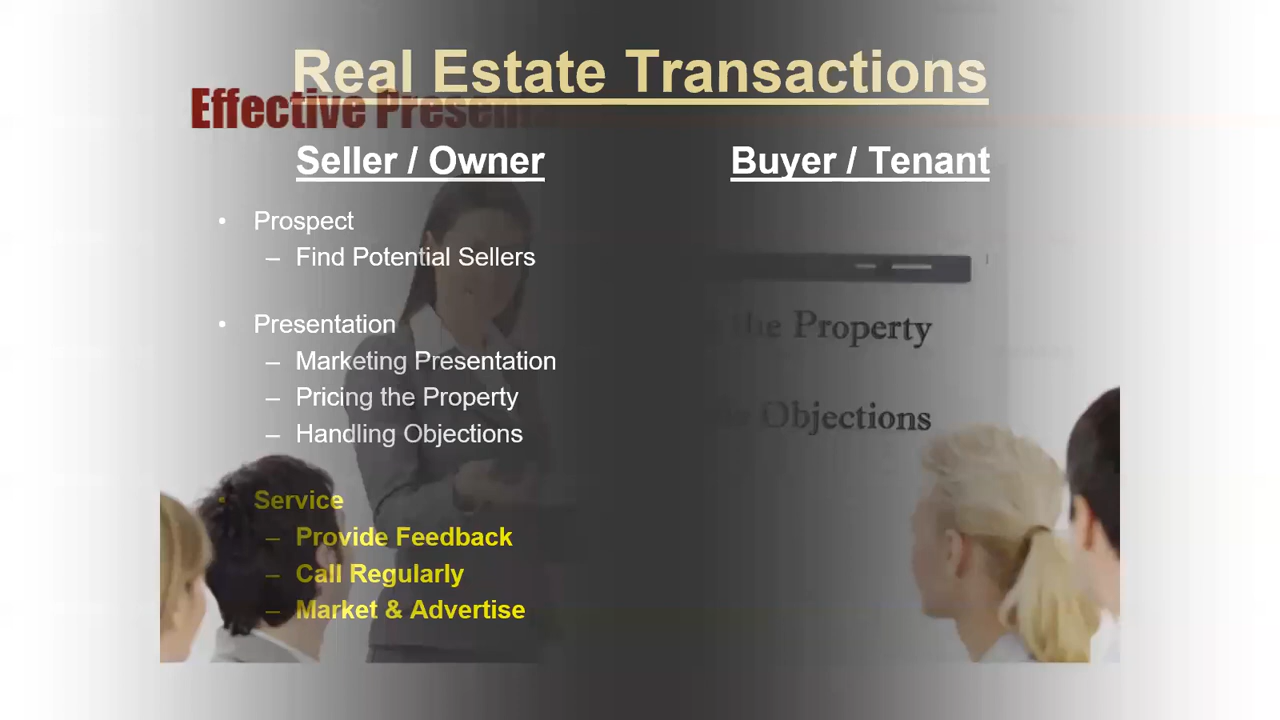 Real Estate Transactions
Effective
Seller / Owner
Buyer / Tenant
• Prospect
– Find Potential Sellers
• Presentation
– Marketing Presentation
– Pricing the Property
– Handling Objections
the Property
Objections
• Service
– Provide Feedback
– Call Regularly
– Market & Advertise